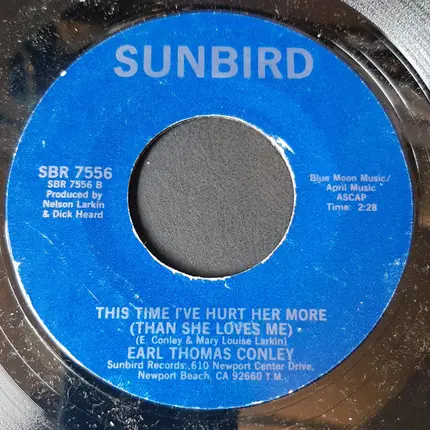 SUNBIRD
SBR 7556
SBR 7556 B
Produced by
Nelson Larkin
& Dick Heard
Blue Moon Music/
April Music
ASCAP
Time: 2:28
THIS TIME I'VE HURT HER MORE
(THAN SHE LOVES ME)
(E. Conley & Mary Louise Larkin)
EARL THOMAS CONLEY
Sunbird Records, 610 Newport Center Drive,
Newport Beach, CA 92660 T.M.